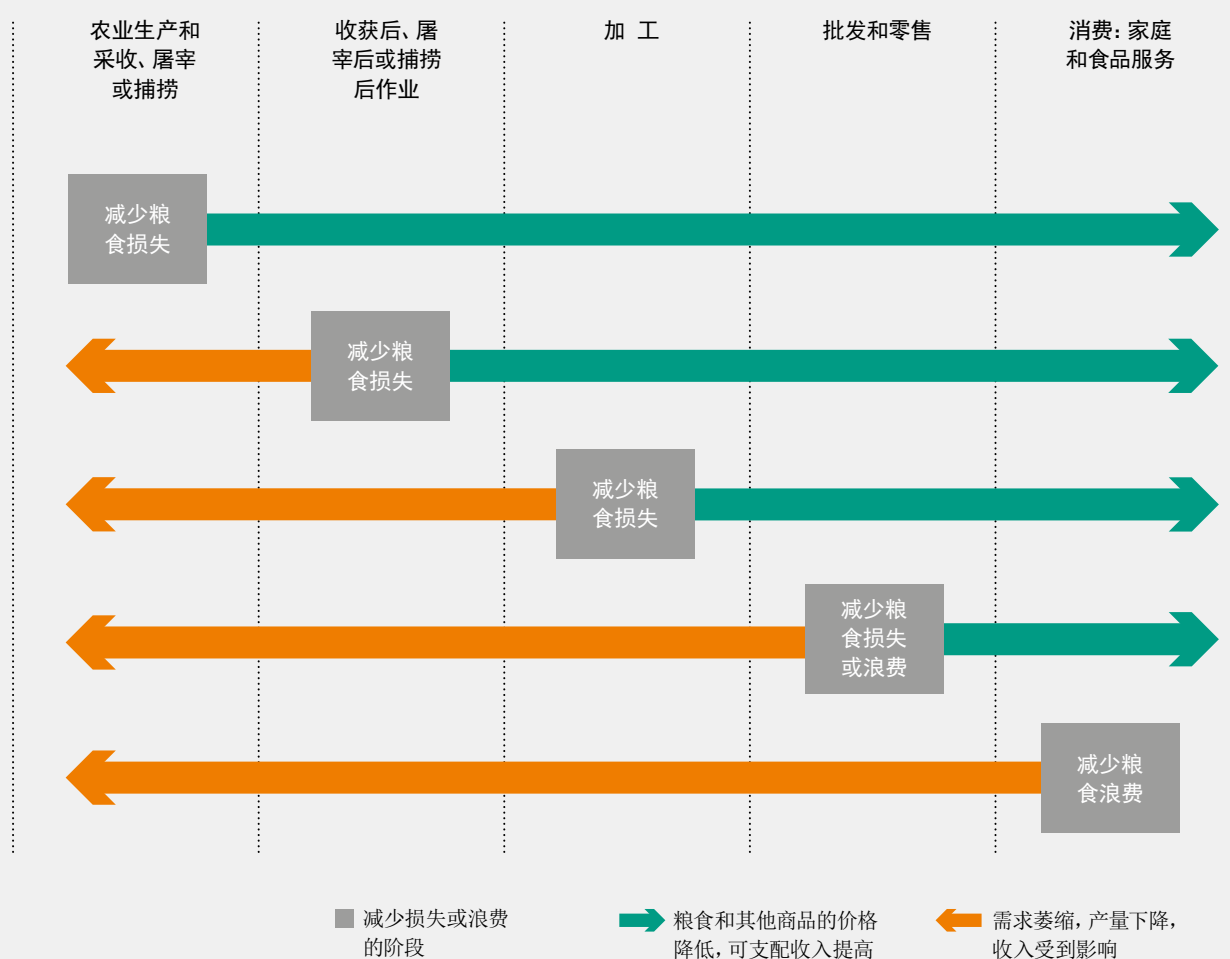 农业生产和
采收、屠宰
或捕捞
收获后、屠
宰后或捕捞
后作业
加 工
批发和零售
消费：家庭
和食品服务
减少粮
食损失
减少粮
食损失
减少粮
食损失
减少粮
食损失
或浪费
减少粮
食浪费
减少损失或浪费
的阶段
粮食和其他商品的价格
降低，可支配收入提高
需求萎缩，产量下降，
收入受到影响